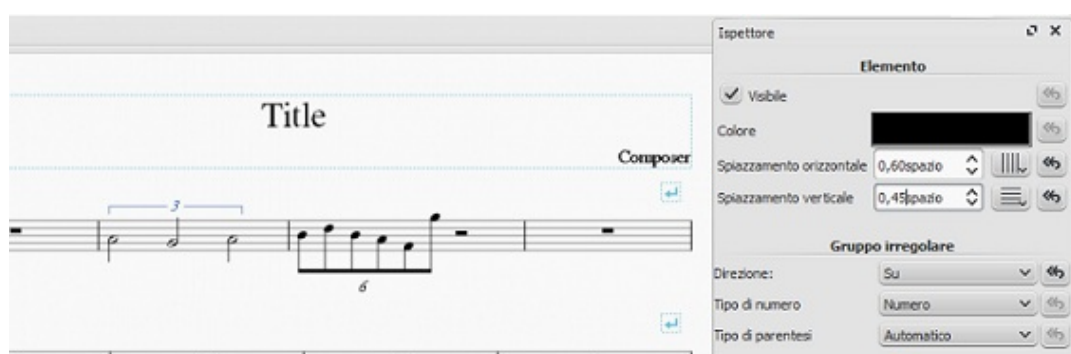 Ispettore
Elemento
Visibile
Title
Colore
Composer
Spiazzamento orizzontale 0,60spazio
Spiazzamento verticale 0,45spazio
3
6
Gruppo irregolare
Direzione: Su
Tipo di numero Numero
Tipo di parentesi Automatico